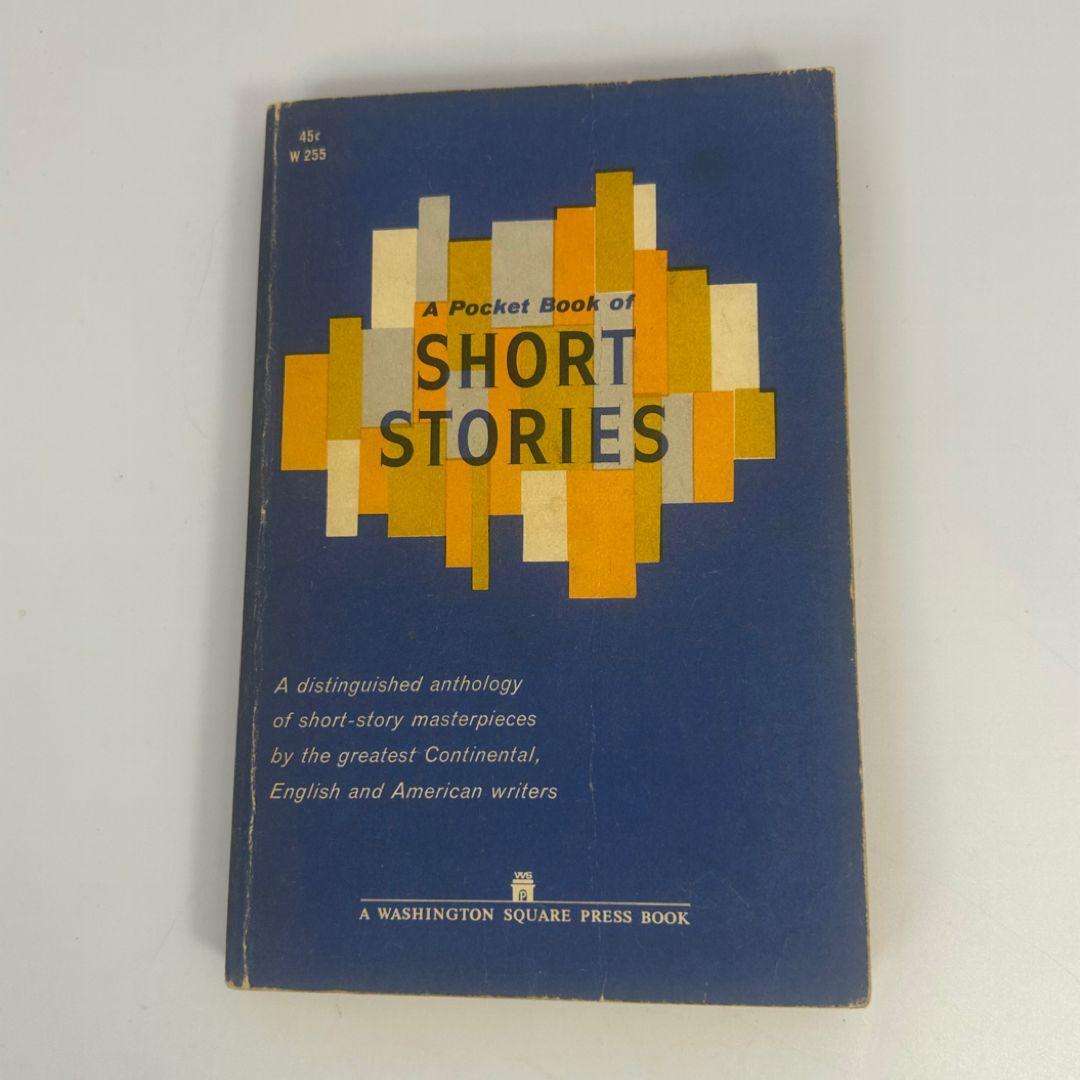 45¢
W 255
A Pocket Book of
SHORT
STORIES
A distinguished anthology
of short-story masterpieces
by the greatest Continental,
English and American writers
WS
P
A WASHINGTON SQUARE PRESS BOOK